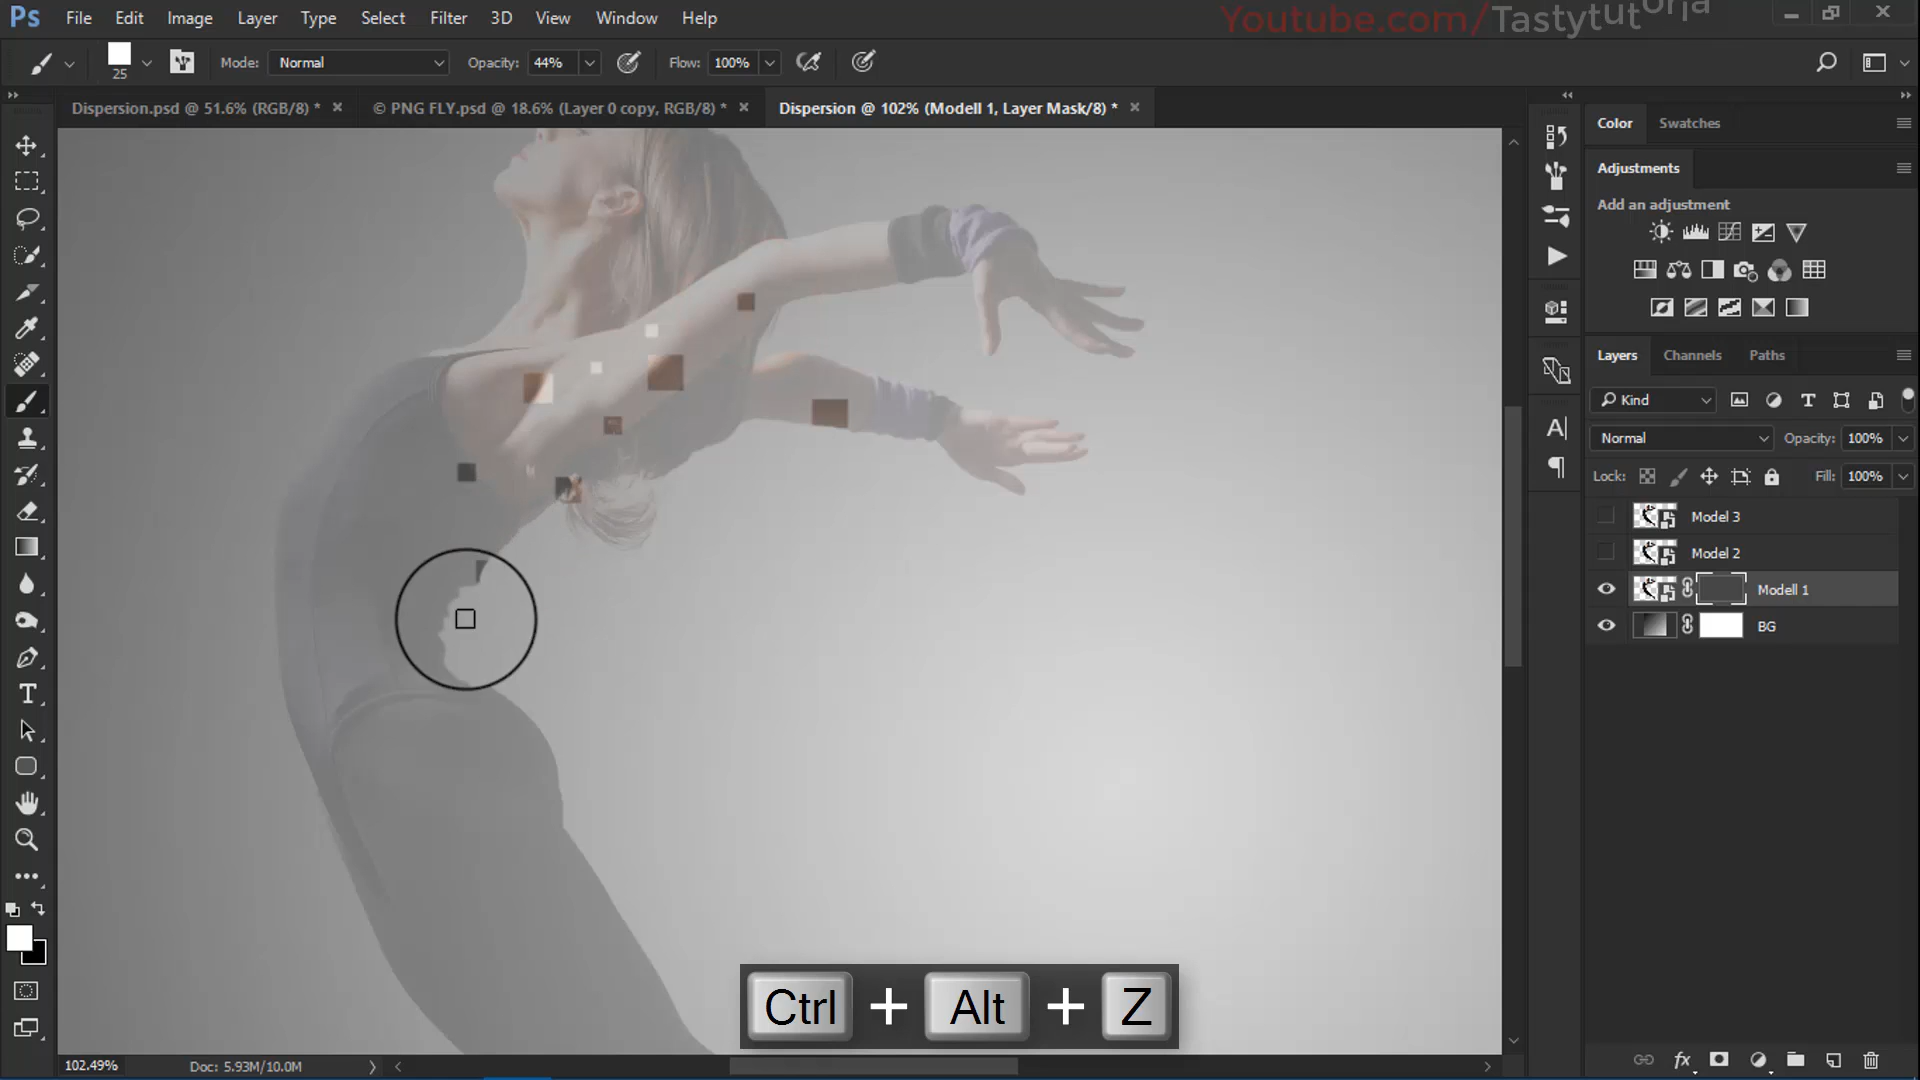 Ps File Edit Image Layer Type Select Filter 3D View Window Help
Youtube.com/Tastytutorja
25 Mode: Normal Opacity: 44% Flow: 100%
Dispersion.psd @ 51.6% (RGB/8) * × © PNG FLY.psd @ 18.6% (Layer 0 copy, RGB/8) * × Dispersion @ 102% (Modell 1, Layer Mask/8) * ×
Color Swatches
Adjustments
Add an adjustment
Layers Channels Paths
Kind
Normal Opacity: 100%
Lock: Fill: 100%
Model 3
Model 2
Modell 1
BG
Ctrl + Alt + Z
102.49% Doc: 5.93M/10.0M